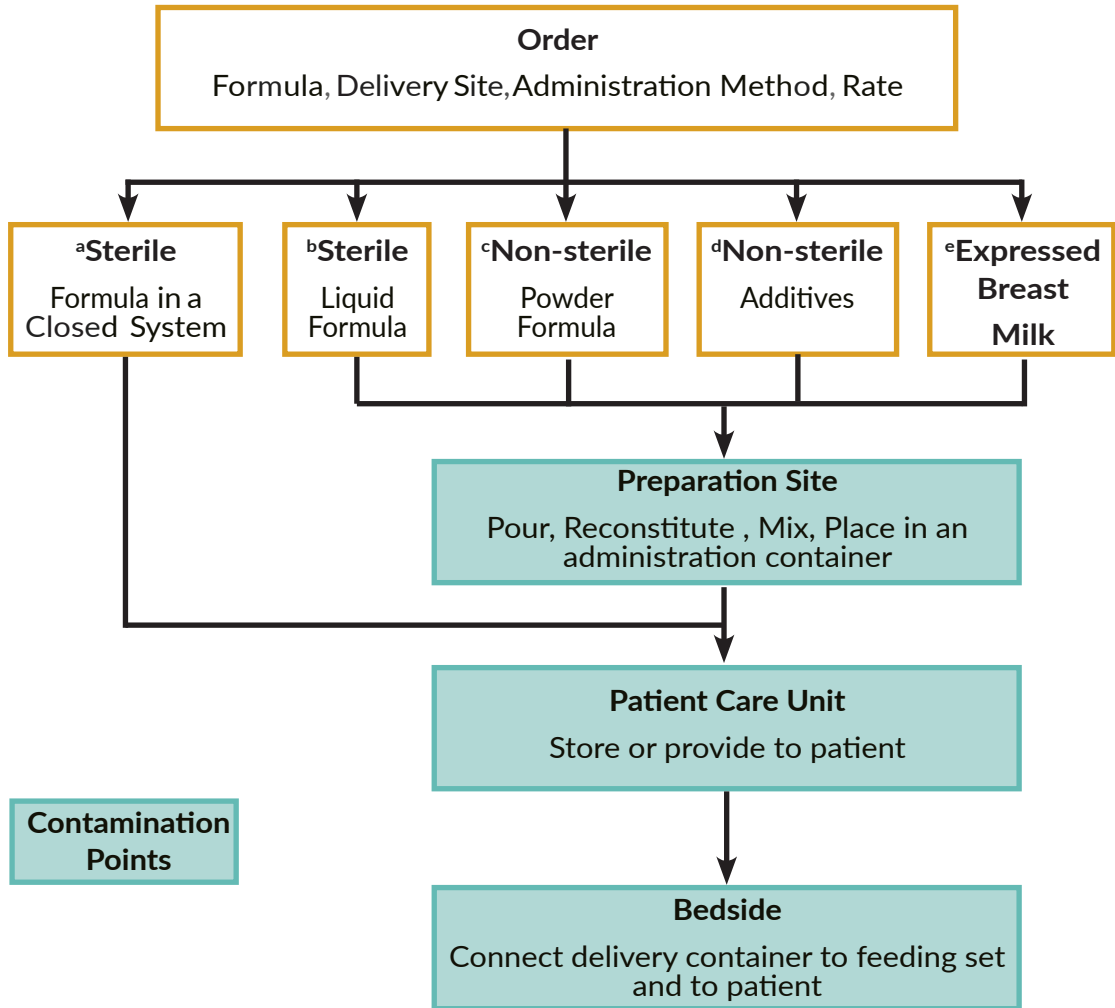 Order
Formula, Delivery Site, Administration Method, Rate
ᵃSterile
Formula in a
Closed System
ᵇSterile
Liquid
Formula
ᶜNon-sterile
Powder
Formula
ᵈNon-sterile
Additives
ᵉExpressed
Breast
Milk
Preparation Site
Pour, Reconstitute , Mix, Place in an
administration container
Patient Care Unit
Store or provide to patient
Contamination
Points
Bedside
Connect delivery container to feeding set
and to patient